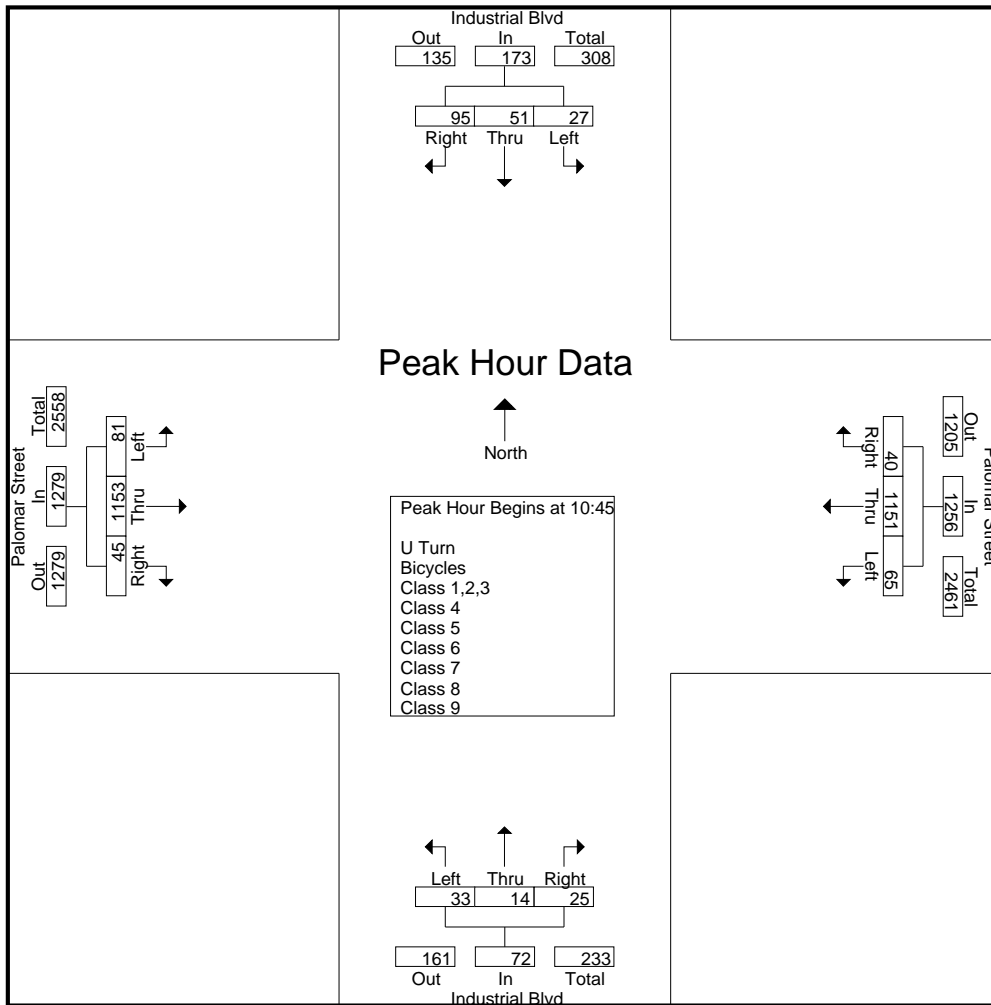 Industrial Blvd
Out In Total
135 173 308
95 51 27
Right Thru Left
Peak Hour Data
North
Palomar Street
Total In Out
2558 1279 1279
81 1153 45
Left Thru Right
Peak Hour Begins at 10:45
U Turn
Bicycles
Class 1,2,3
Class 4
Class 5
Class 6
Class 7
Class 8
Class 9
Right Thru Left
40 1151 65
1205 1256 2461
Out In Total
Palomar Street
Left Thru Right
33 14 25
161 72 233
Out In Total
Industrial Blvd